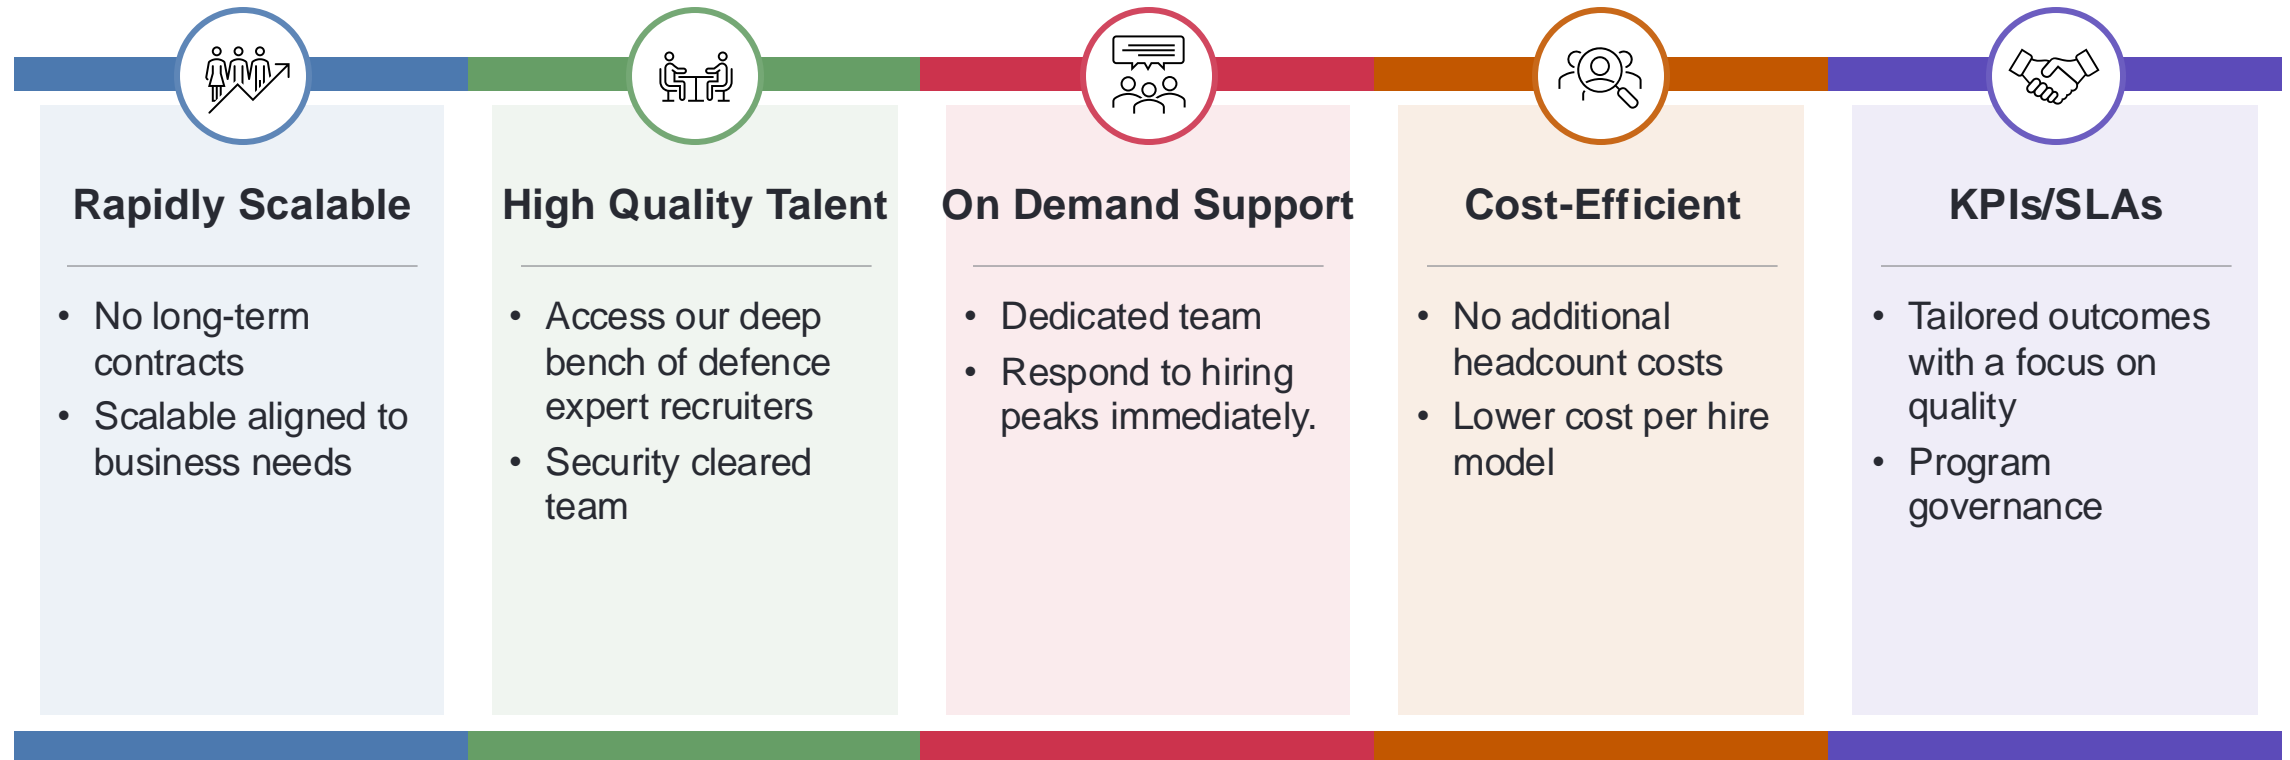 Rapidly Scalable
• No long-term
contracts
• Scalable aligned to
business needs
High Quality Talent
• Access our deep
bench of defence
expert recruiters
• Security cleared
team
On Demand Support
• Dedicated team
• Respond to hiring
peaks immediately.
Cost-Efficient
• No additional
headcount costs
• Lower cost per hire
model
KPIs/SLAs
• Tailored outcomes
with a focus on
quality
• Program
governance